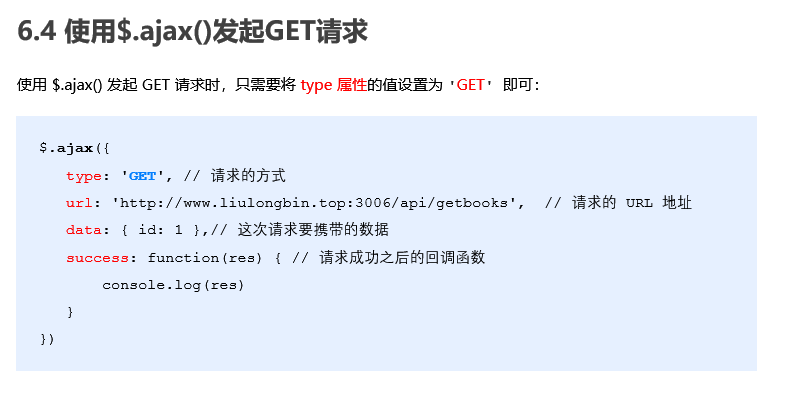 6.4 使用$.ajax()发起GET请求
使用 $.ajax() 发起 GET 请求时，只需要将 type 属性的值设置为 'GET' 即可：
$.ajax({
   type: 'GET', // 请求的方式
   url: 'http://www.liulongbin.top:3006/api/getbooks',  // 请求的 URL 地址
   data: { id: 1 },// 这次请求要携带的数据
   success: function(res) { // 请求成功之后的回调函数
       console.log(res)
   }
})